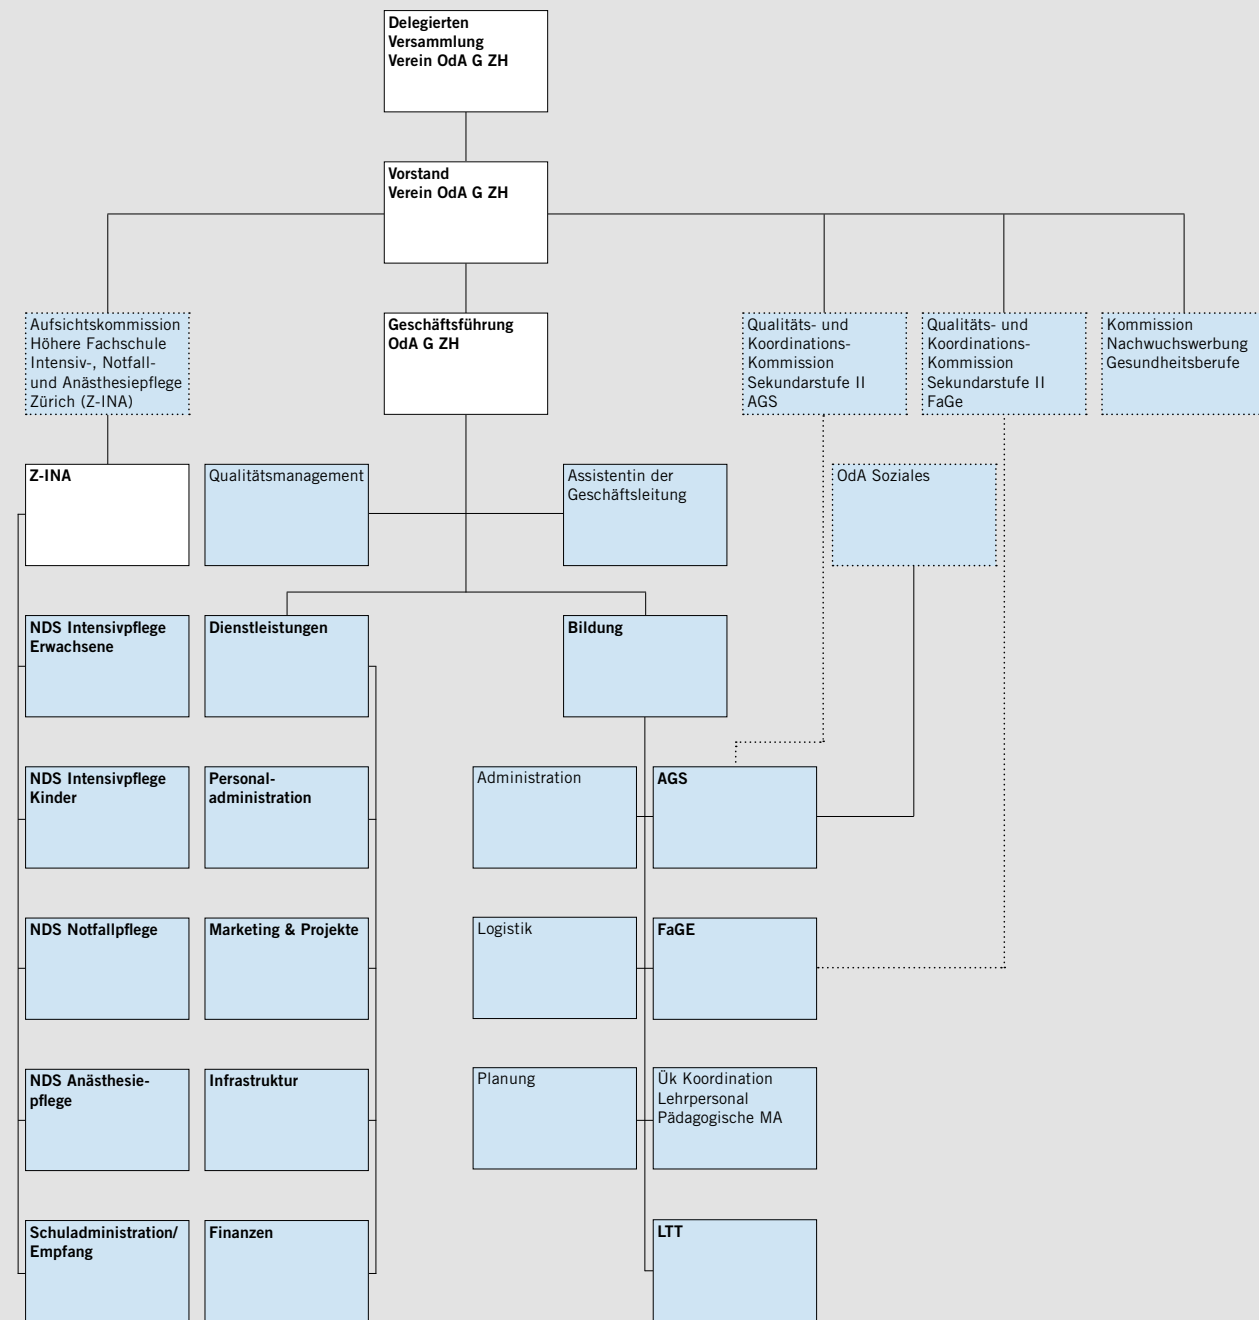 Delegierten
Versammlung
Verein OdA G ZH
Vorstand
Verein OdA G ZH
Aufsichtskommission
Höhere Fachschule
Intensiv-, Notfall-
und Anästhesiepflege
Zürich (Z-INA)
Geschäftsführung
OdA G ZH
Qualitäts- und
Koordinations-
Kommission
Sekundarstufe II
AGS
Qualitäts- und
Koordinations-
Kommission
Sekundarstufe II
FaGe
Kommission
Nachwuchswerbung
Gesundheitsberufe
Z-INA
Qualitätsmanagement
Assistentin der
Geschäftsleitung
OdA Soziales
NDS Intensivpflege
Erwachsene
Dienstleistungen
Bildung
NDS Intensivpflege
Kinder
Personal-
administration
Administration
AGS
NDS Notfallpflege
Marketing & Projekte
Logistik
FaGE
NDS Anästhesie-
pflege
Infrastruktur
Planung
Ük Koordination
Lehrpersonal
Pädagogische MA
Schuladministration/
Empfang
Finanzen
LTT